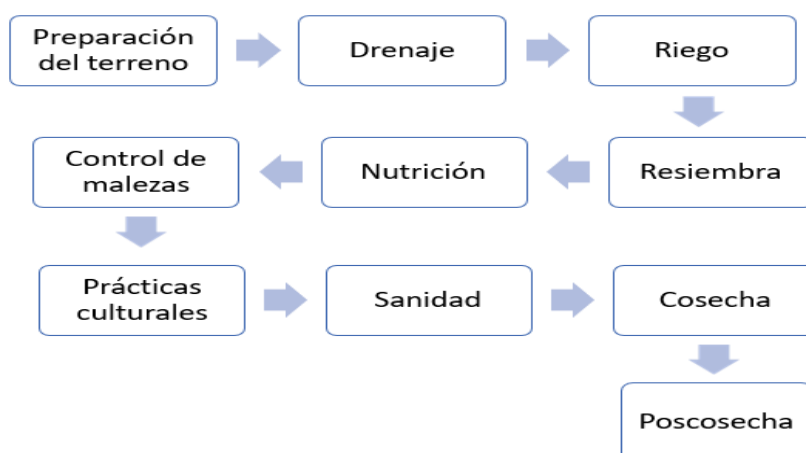 Preparación
del terreno
Drenaje
Riego
Resiembra
Nutrición
Control de
malezas
Prácticas
culturales
Sanidad
Cosecha
Poscosecha